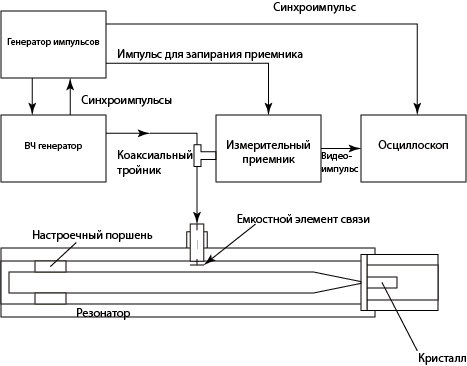 Синхроимпульс
Генератор импульсов
Импульс для запирания приемника
Синхроимпульсы
ВЧ генератор
Коаксиальный
тройник
Измерительный
приемник
Видео-
импульс
Осциллоскоп
Емкостной элемент связи
Настроечный поршень
Резонатор
Кристалл